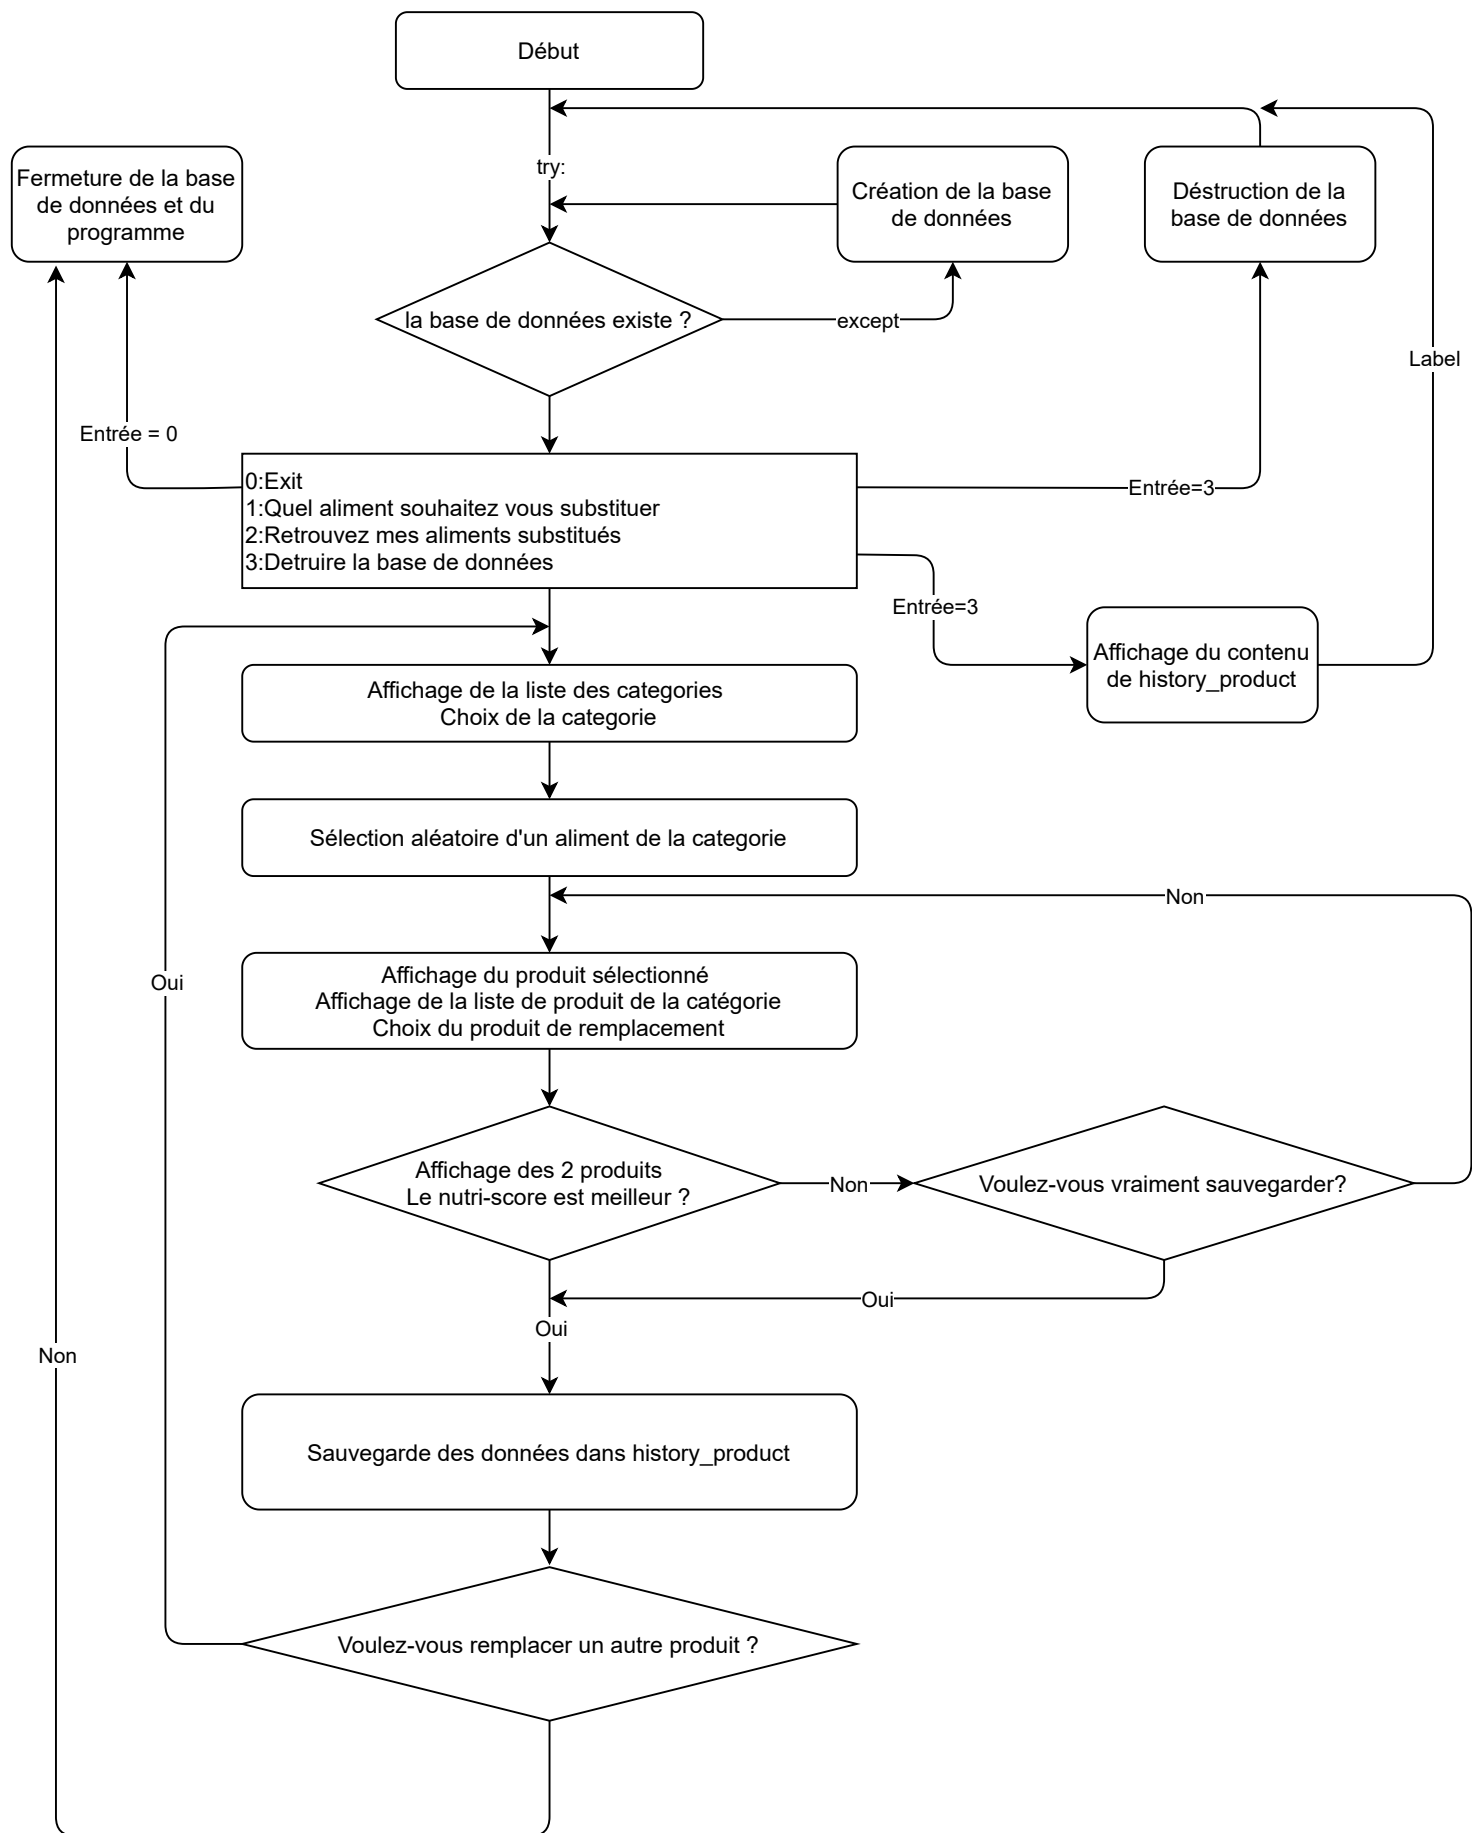 Début
try:
Fermeture de la base
de données et du
programme
Création de la base
de données
Déstruction de la
base de données
la base de données existe ?
except
Label
Entrée = 0
0:Exit
1:Quel aliment souhaitez vous substituer
2:Retrouvez mes aliments substitués
3:Detruire la base de données
Entrée=3
Entrée=3
Affichage du contenu
de history_product
Affichage de la liste des categories
Choix de la categorie
Sélection aléatoire d'un aliment de la categorie
Non
Oui
Affichage du produit sélectionné
Affichage de la liste de produit de la catégorie
Choix du produit de remplacement
Affichage des 2 produits
Le nutri-score est meilleur ?
Non
Voulez-vous vraiment sauvegarder?
Oui
Oui
Non
Sauvegarde des données dans history_product
Voulez-vous remplacer un autre produit ?